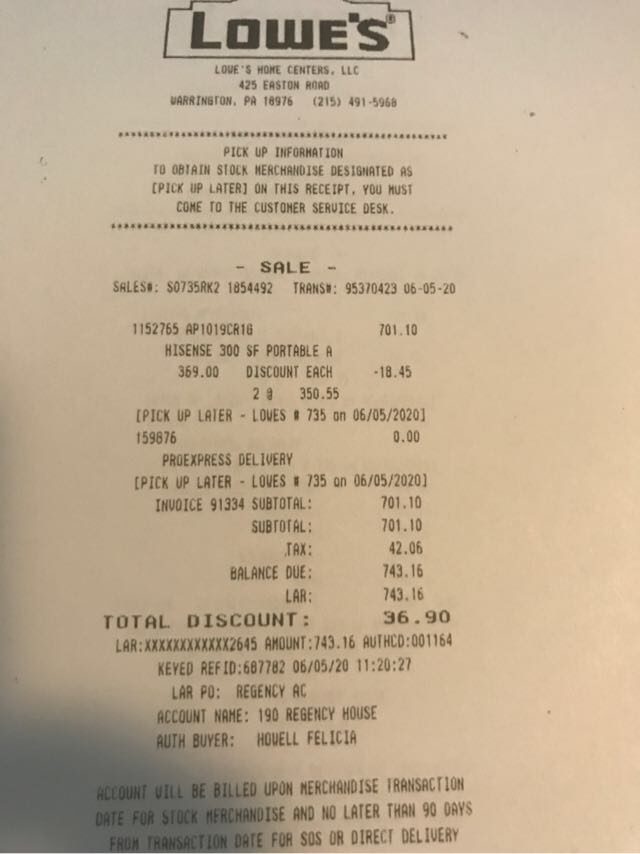 LOWE'S®
LOWE'S HOME CENTERS, LLC
425 EASTON ROAD
WARRINGTON, PA 18976 (215) 491-5968
************************************************
PICK UP INFORMATION
TO OBTAIN STOCK MERCHANDISE DESIGNATED AS
[PICK UP LATER] ON THIS RECEIPT, YOU MUST
COME TO THE CUSTOMER SERVICE DESK.
************************************************
- SALE -
SALES#: S0735RK2 1854492 TRANS#: 95370423 06-05-20
1152765 AP1019CR1G 701.10
HISENSE 300 SF PORTABLE A
369.00 DISCOUNT EACH -18.45
2 @ 350.55
[PICK UP LATER - LOWES # 735 on 06/05/2020]
159876 0.00
PROEXPRESS DELIVERY
[PICK UP LATER - LOWES # 735 on 06/05/2020]
INVOICE 91334 SUBTOTAL: 701.10
SUBTOTAL: 701.10
TAX: 42.06
BALANCE DUE: 743.16
LAR: 743.16
TOTAL DISCOUNT: 36.90
LAR:XXXXXXXXXXXX2645 AMOUNT:743.16 AUTHCD:001164
KEYED REFID:687782 06/05/20 11:20:27
LAR PO: REGENCY AC
ACCOUNT NAME: 190 REGENCY HOUSE
AUTH BUYER: HOWELL FELICIA
ACCOUNT WILL BE BILLED UPON MERCHANDISE TRANSACTION
DATE FOR STOCK MERCHANDISE AND NO LATER THAN 90 DAYS
FROM TRANSACTION DATE FOR SOS OR DIRECT DELIVERY